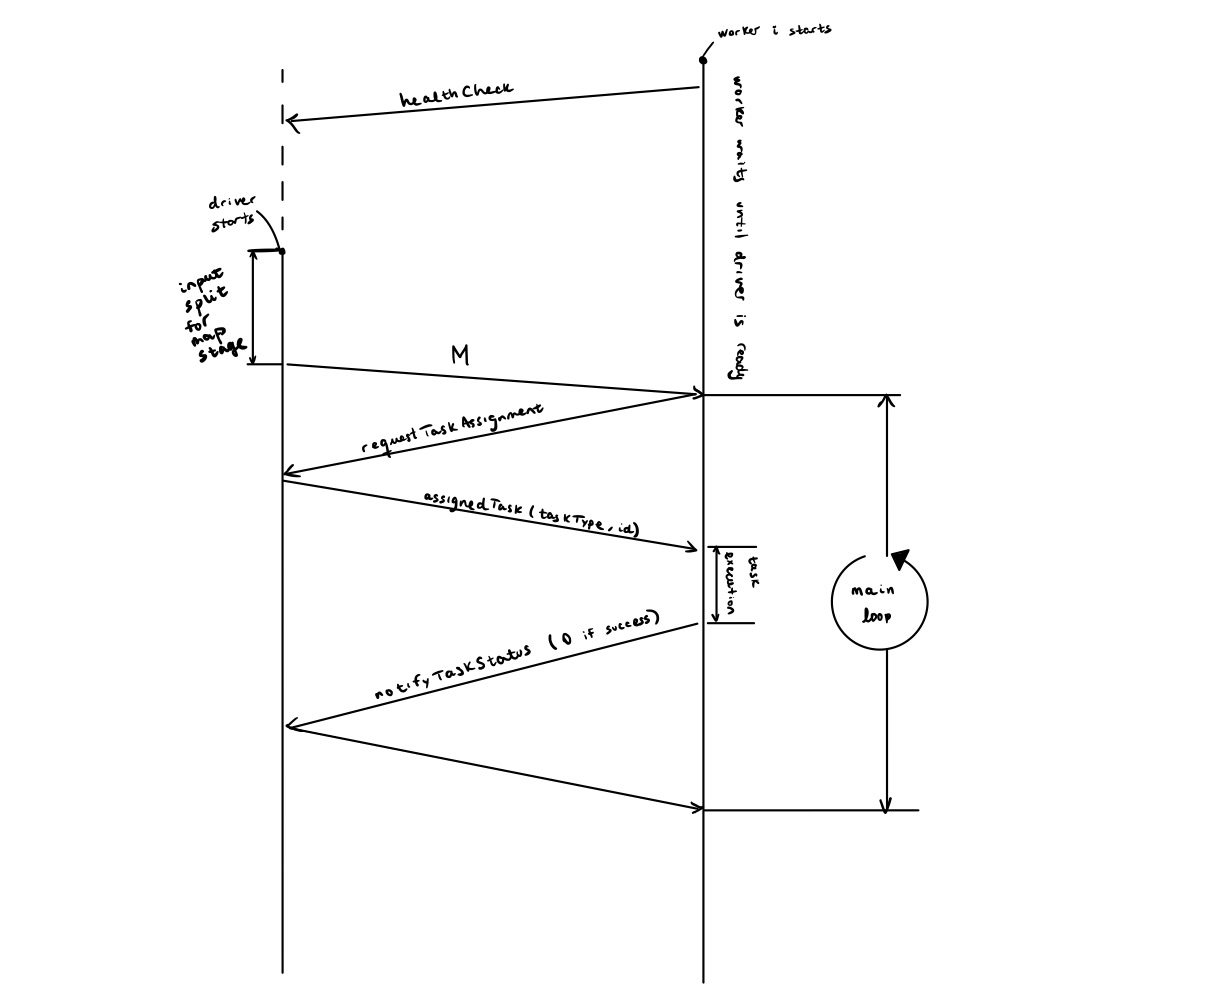 worker i starts
healthCheck
worker waits until driver is ready
driver
starts
input
split
for
map
stage
M
requestTaskAssignment
assignedTask (taskType, id)
task
execution
main
loop
notifyTaskStatus (0 if success)